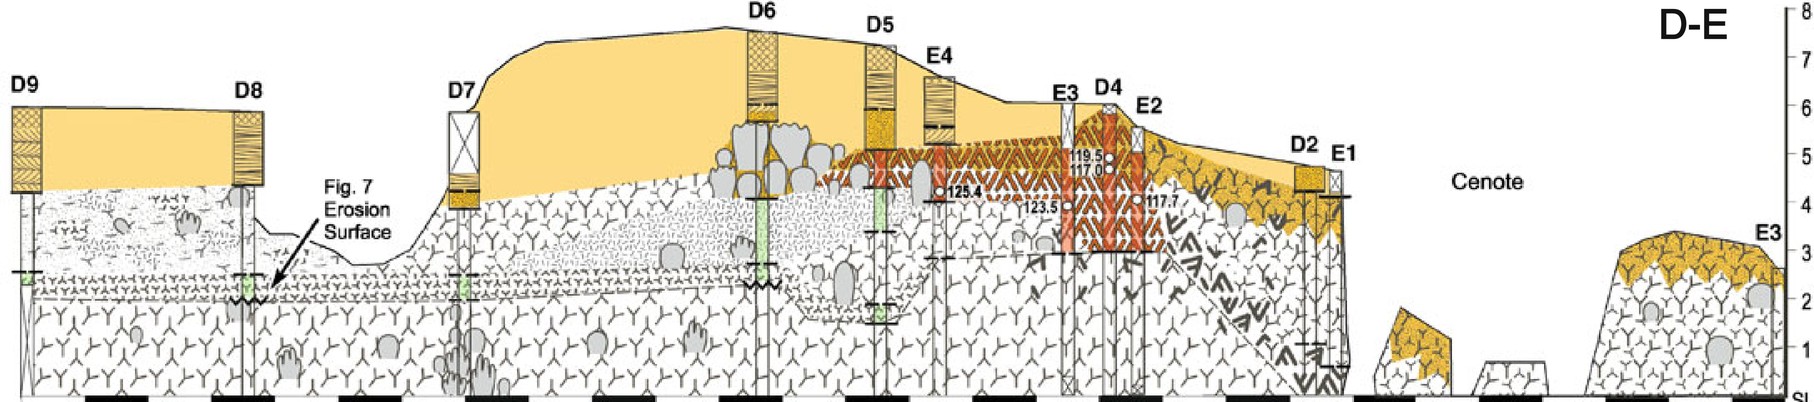 D-E
D9
D8
D7
D6
D5
E4
E3
D4
E2
D2
E1
Fig. 7
Erosion
Surface
125.4
123.5
119.5
117.0
117.7
Cenote
E3
8
7
6
5
4
3
2
1